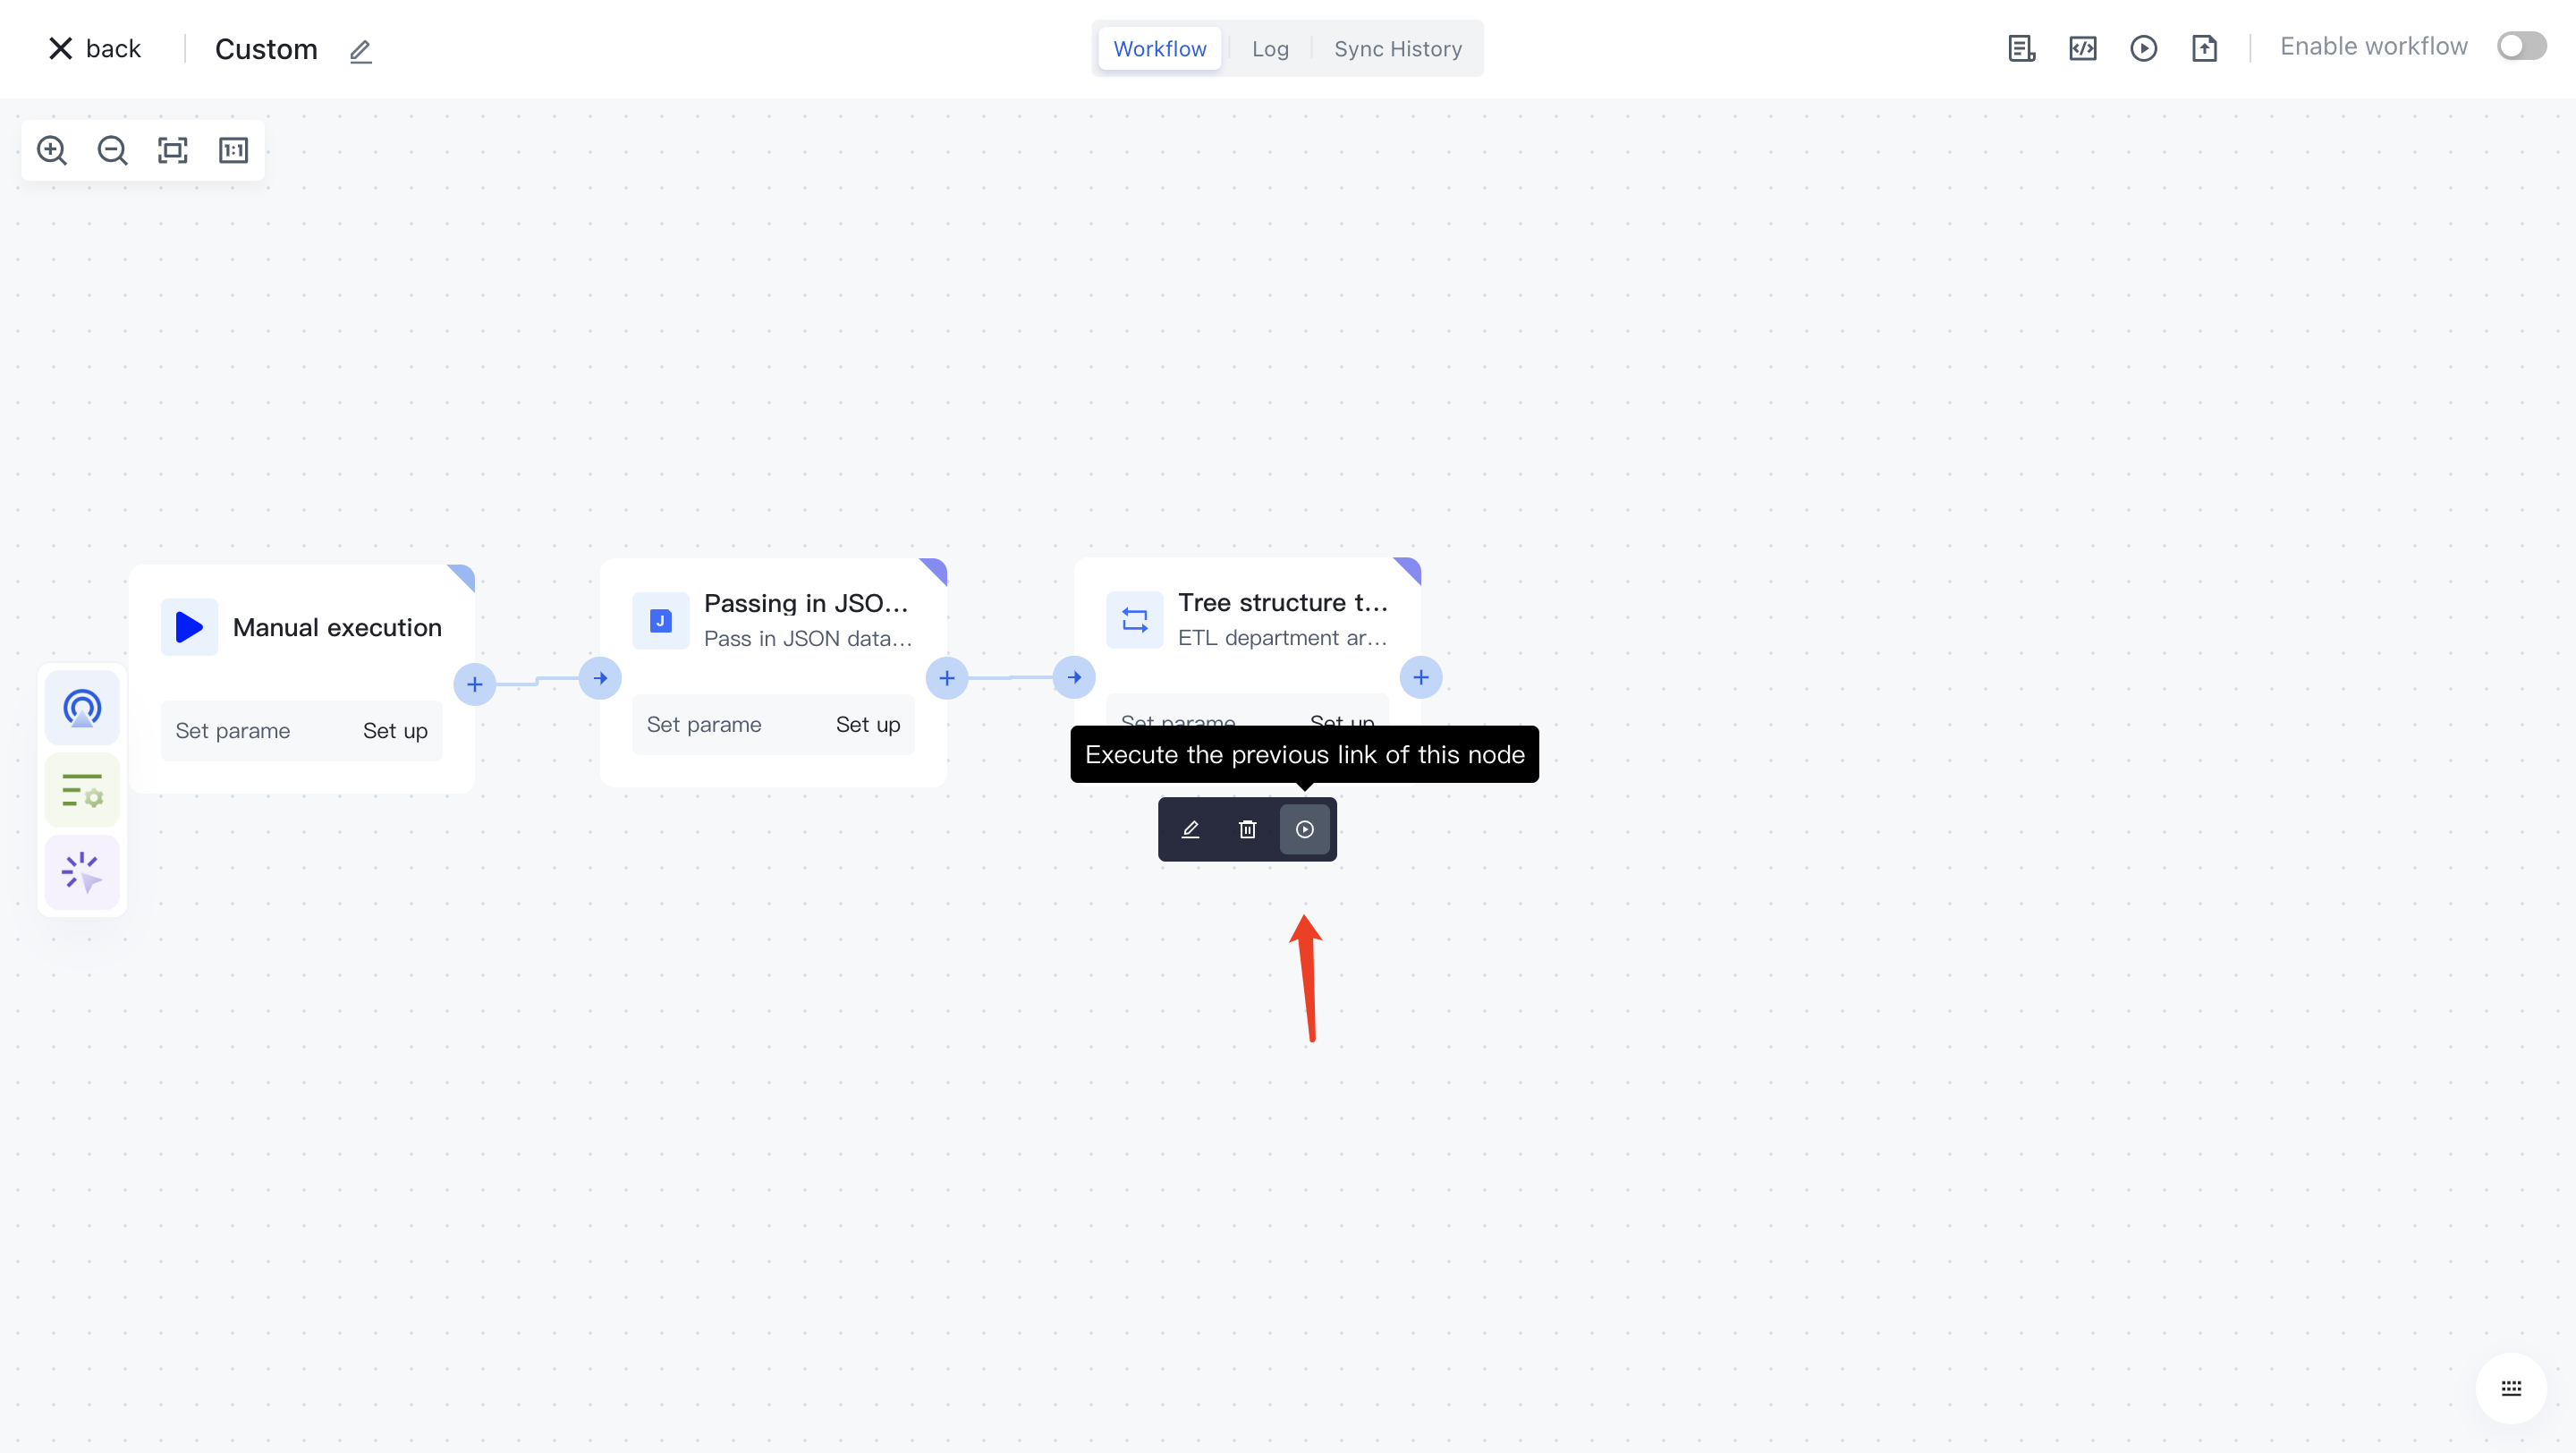 back
Custom
Workflow
Log
Sync History
Enable workflow
1:1
Manual execution
Set parame
Set up
J
Passing in JSO...
Pass in JSON data...
Set parame
Set up
Tree structure t...
ETL department ar...
Set parame
Set up
Execute the previous link of this node